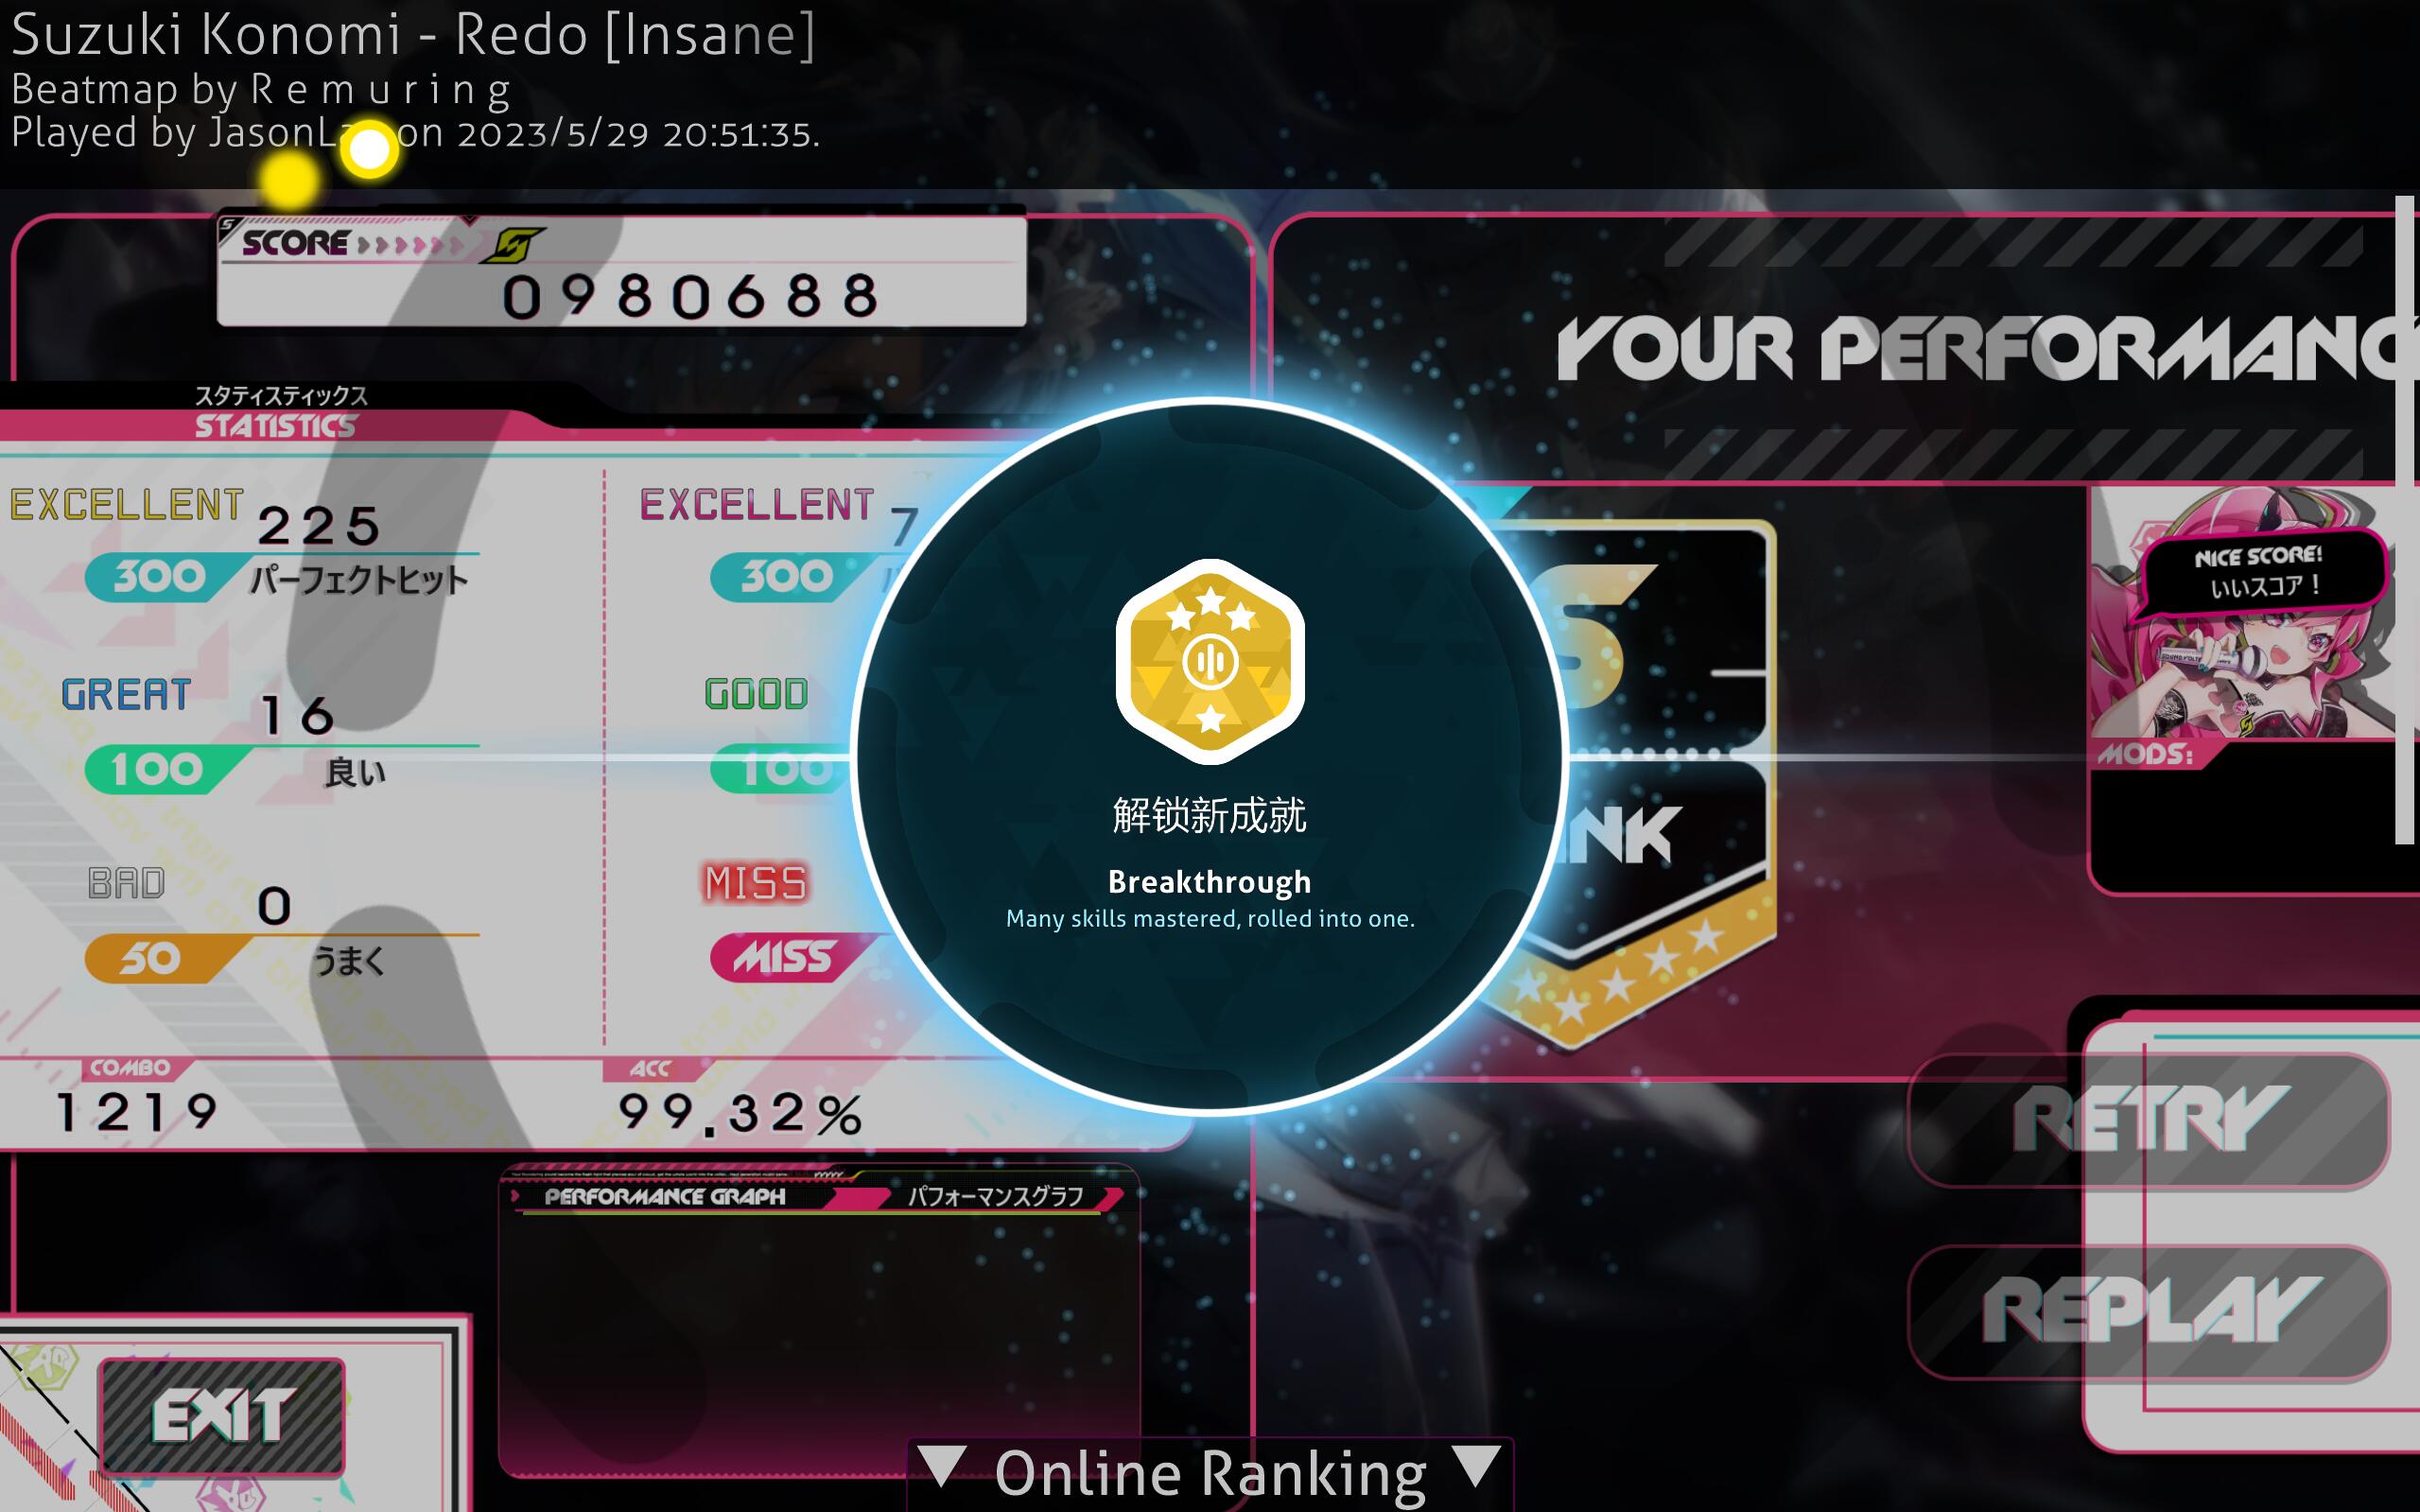 Suzuki Konomi - Redo [Insane]
Beatmap by R e m u r i n g
Played by on 2023/5/29 20:51:35.
SCORE
0980688
スタティスティックス
STATISTICS
EXCELLENT 225
300 パーフェクトヒット
EXCELLENT 7
300
GREAT 16
100 良い
GOOD
100
BAD 0
50 うまく
MISS
MISS
COMBO
1219
ACC
99.32%
PERFORMANCE GRAPH パフォーマンスグラフ
YOUR
NICE SCORE!
いいスコア！
MODS:
S
解锁新成就
Breakthrough
Many skills mastered, rolled into one.
RETRY
REPLAY
EXIT
Online Ranking